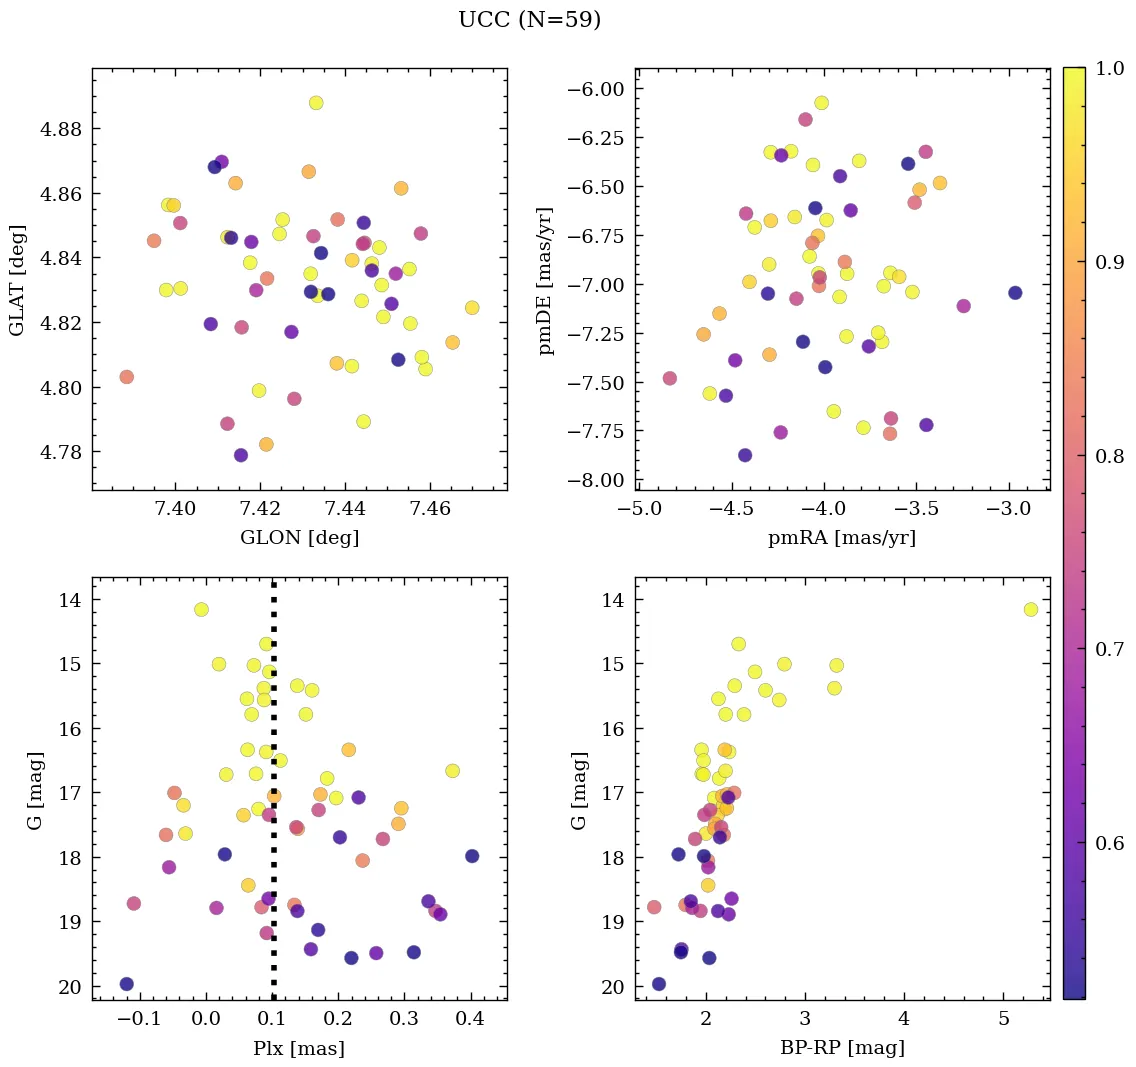 UCC (N=59)
4.88
4.86
4.84
4.82
4.80
4.78
GLAT [deg]
7.40 7.42 7.44 7.46
GLON [deg]
−6.00
−6.25
−6.50
−6.75
−7.00
−7.25
−7.50
−7.75
−8.00
pmDE [mas/yr]
−5.0 −4.5 −4.0 −3.5 −3.0
pmRA [mas/yr]
1.0
0.9
0.8
0.7
0.6
14
15
16
17
18
19
20
G [mag]
−0.1 0.0 0.1 0.2 0.3 0.4
Plx [mas]
14
15
16
17
18
19
20
G [mag]
2 3 4 5
BP-RP [mag]